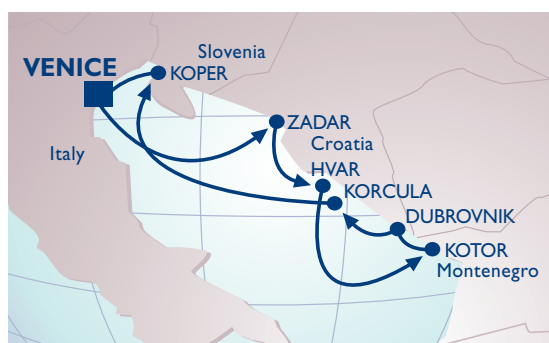 Slovenia
VENICE
KOPER
ZADAR
Croatia
Italy
HVAR
KORCULA
DUBROVNIK
KOTOR
Montenegro